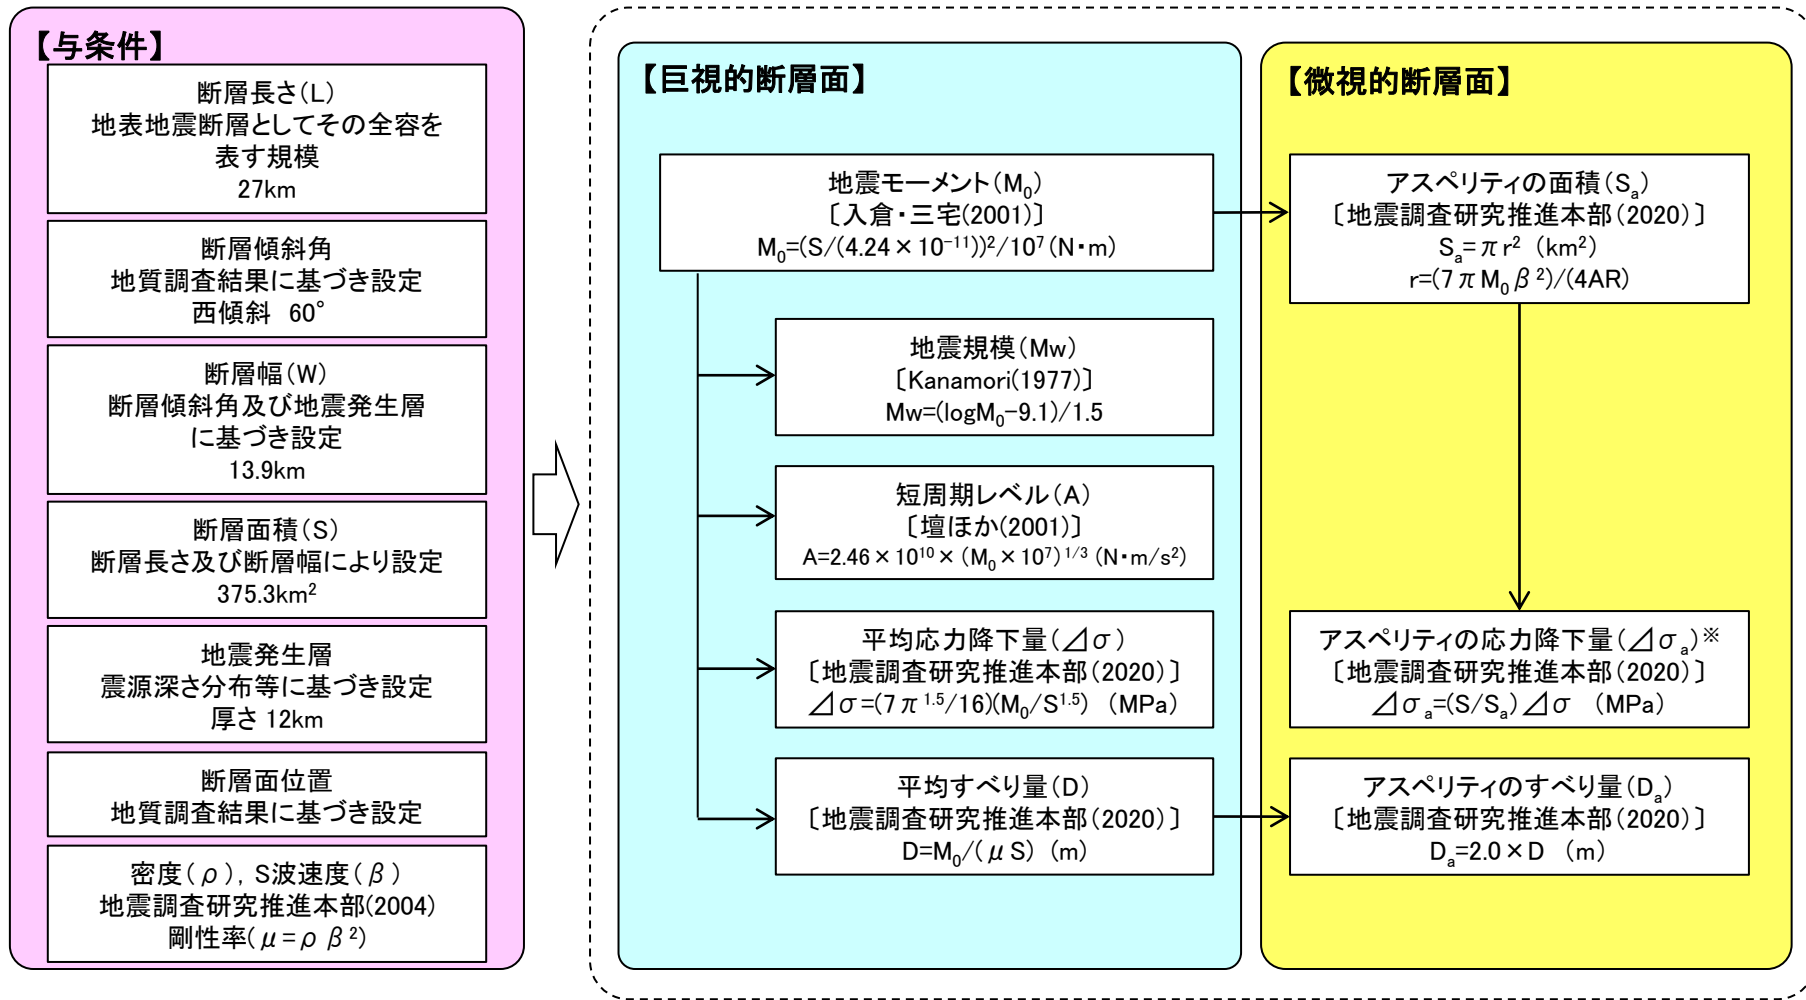 【与条件】
断層長さ（L）
地表地震断層としてその全容を
表す規模
27km
断層傾斜角
地質調査結果に基づき設定
西傾斜 60°
断層幅（W）
断層傾斜角及び地震発生層
に基づき設定
13.9km
断層面積（S）
断層長さ及び断層幅により設定
375.3km²
地震発生層
震源深さ分布等に基づき設定
厚さ 12km
断層面位置
地質調査結果に基づき設定
密度（ρ），S波速度（β）
地震調査研究推進本部(2004)
剛性率（μ=ρβ²）
【巨視的断層面】
地震モーメント（M₀）
〔入倉・三宅(2001)〕
M₀=(S/(4.24×10⁻¹¹))²/10⁷ (N・m)
地震規模（Mw）
〔Kanamori(1977)〕
Mw=(logM₀-9.1)/1.5
短周期レベル（A）
〔壇ほか(2001)〕
A=2.46×10¹⁰×(M₀×10⁷)¹/³ (N・m/s²)
平均応力降下量（⊿σ）
〔地震調査研究推進本部（2020）〕
⊿σ=(7π¹·⁵/16)(M₀/S¹·⁵) (MPa)
平均すべり量（D）
〔地震調査研究推進本部（2020）〕
D=M₀/(μS) (m)
【微視的断層面】
アスペリティの面積（Sₐ）
〔地震調査研究推進本部（2020）〕
Sₐ=πr² (km²)
r=(7πM₀β²)/(4AR)
アスペリティの応力降下量（⊿σₐ）※
〔地震調査研究推進本部（2020）〕
⊿σₐ=(S/Sₐ)⊿σ (MPa)
アスペリティのすべり量（Dₐ）
〔地震調査研究推進本部（2020）〕
Dₐ=2.0×D (m)